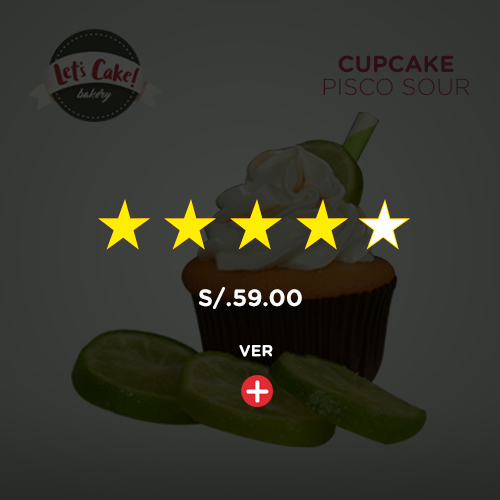 Let's Cake!
bakery
CUPCAKE
PISCO SOUR
S/.59.00
VER